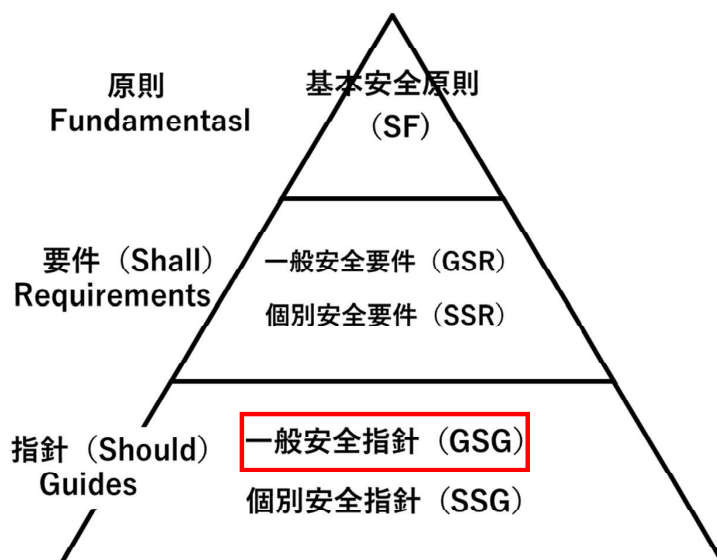 原則
Fundamentasl
基本安全原則
（SF）
要件（Shall）
Requirements
一般安全要件（GSR）
個別安全要件（SSR）
指針（Should）
Guides
一般安全指針（GSG）
個別安全指針（SSG）